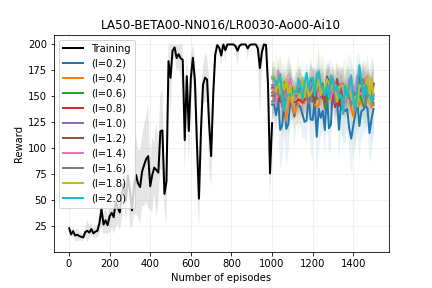 LA50-BETA00-NN016/LR0030-Ao00-Ai10
Reward
200
175
150
125
100
75
50
25
Training
(l=0.2)
(l=0.4)
(l=0.6)
(l=0.8)
(l=1.0)
(l=1.2)
(l=1.4)
(l=1.6)
(l=1.8)
(l=2.0)
0 200 400 600 800 1000 1200 1400
Number of episodes